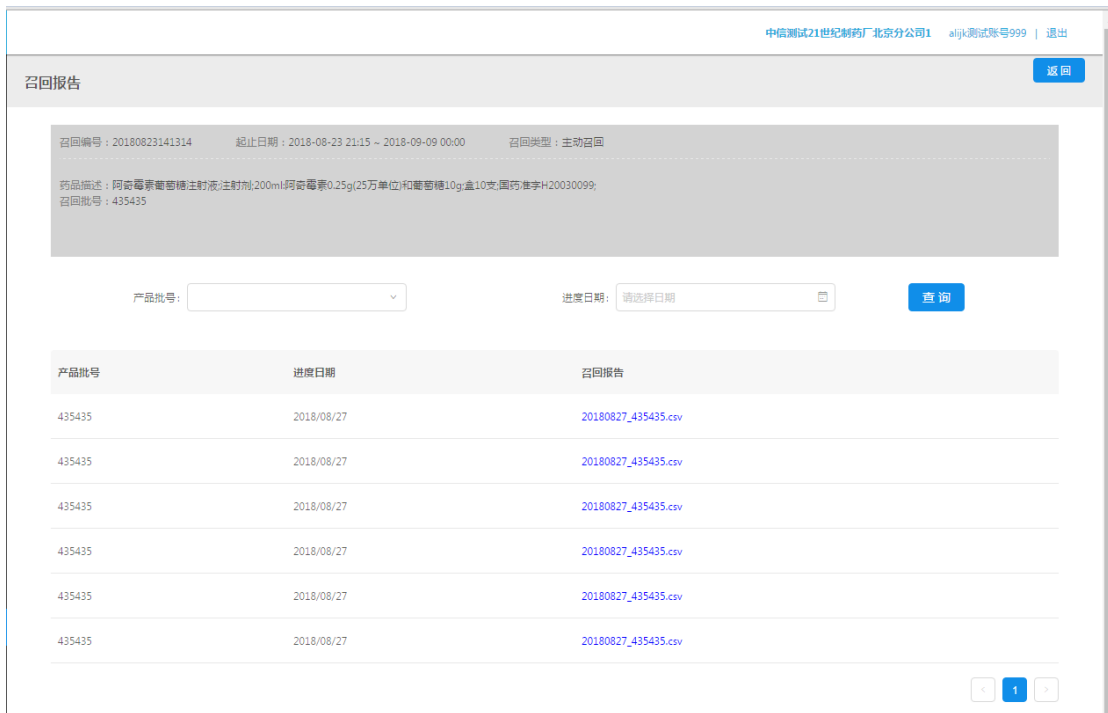 中信测试21世纪制药厂北京分公司1 alijk测试账号999 | 退出
召回报告 返回
召回编号：20180823141314 起止日期：2018-08-23 21:15 ~ 2018-09-09 00:00 召回类型：主动召回
药品描述：阿奇霉素葡萄糖注射液;注射剂;200ml:阿奇霉素0.25g(25万单位)和葡萄糖10g;盒10支;国药准字H20030099;
召回批号：435435
产品批号: 进度日期: 请选择日期 查询
产品批号 进度日期 召回报告
435435 2018/08/27 20180827_435435.csv
435435 2018/08/27 20180827_435435.csv
435435 2018/08/27 20180827_435435.csv
435435 2018/08/27 20180827_435435.csv
435435 2018/08/27 20180827_435435.csv
435435 2018/08/27 20180827_435435.csv
< 1 >